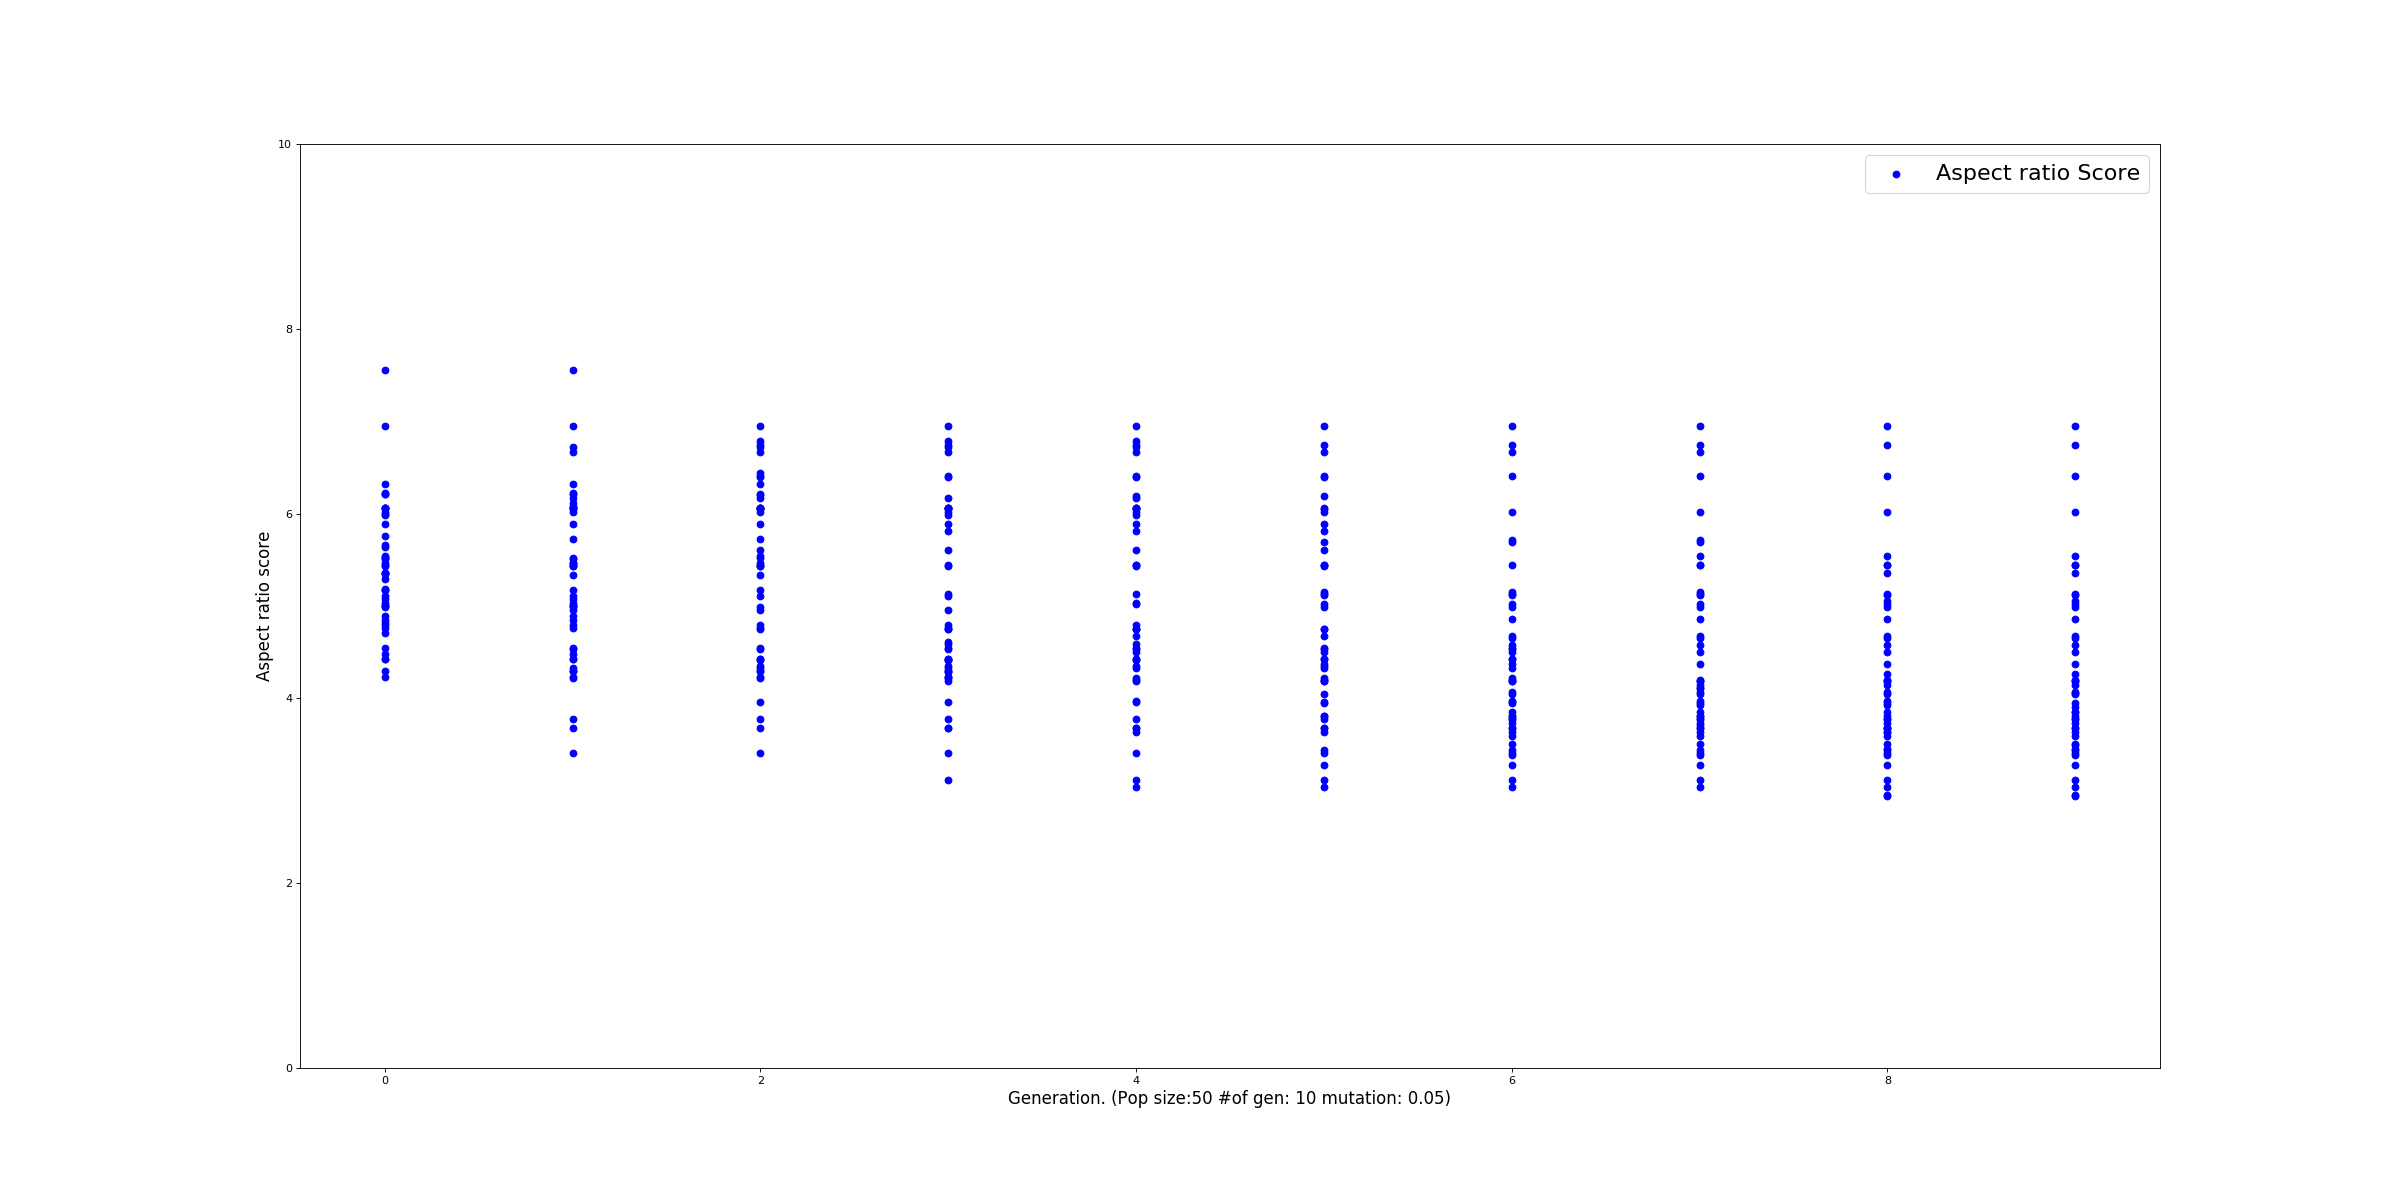 10
Aspect ratio Score
8
6
Aspect ratio score
4
2
0
0 2 4 6 8
Generation. (Pop size:50 #of gen: 10 mutation: 0.05)